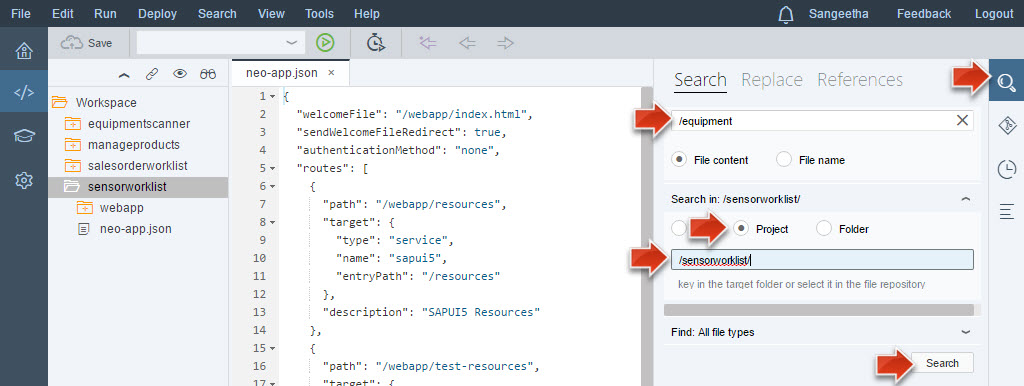 File Edit Run Deploy Search View Tools Help Sangeetha Feedback Logout
Save
Workspace
equipmentscanner
manageproducts
salesorderworklist
sensorworklist
webapp
neo-app.json
neo-app.json ×
1 {
2 "welcomeFile": "/webapp/index.html",
3 "sendWelcomeFileRedirect": true,
4 "authenticationMethod": "none",
5 "routes": [
6 {
7 "path": "/webapp/resources",
8 "target": {
9 "type": "service",
10 "name": "sapui5",
11 "entryPath": "/resources"
12 },
13 "description": "SAPUI5 Resources"
14 },
15 {
16 "path": "/webapp/test-resources",
17 "target": {
Search Replace References
/equipment
File content File name
Search in: /sensorworklist/
Project Folder
/sensorworklist/
key in the target folder or select it in the file repository
Find: All file types
Search